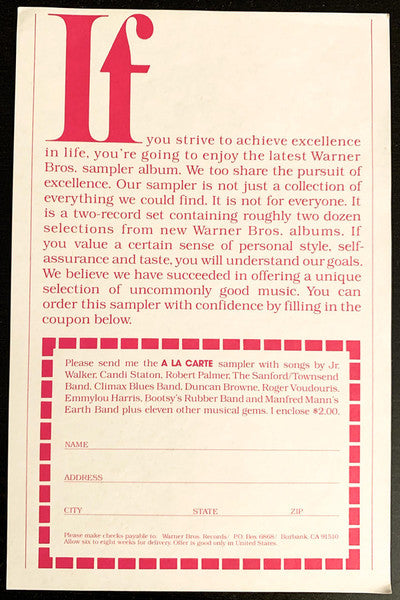 If
you strive to achieve excellence
in life, you're going to enjoy the latest Warner
Bros. sampler album. We too share the pursuit of
excellence. Our sampler is not just a collection of
everything we could find. It is not for everyone. It
is a two-record set containing roughly two dozen
selections from new Warner Bros. albums. If
you value a certain sense of personal style, self-
assurance and taste, you will understand our goals.
We believe we have succeeded in offering a unique
selection of uncommonly good music. You can
order this sampler with confidence by filling in the
coupon below.
Please send me the A LA CARTE sampler with songs by Jr.
Walker, Candi Staton, Robert Palmer, The Sanford/Townsend
Band, Climax Blues Band, Duncan Browne, Roger Voudouris,
Emmylou Harris, Bootsy's Rubber Band and Manfred Mann's
Earth Band plus eleven other musical gems. I enclose $2.00.
NAME
ADDRESS
CITY STATE ZIP
Please make checks payable to Warner Bros. Records/ PO Box 6868/ Burbank, CA 91510
Allow six to eight weeks for delivery. Offer is good only in United States.